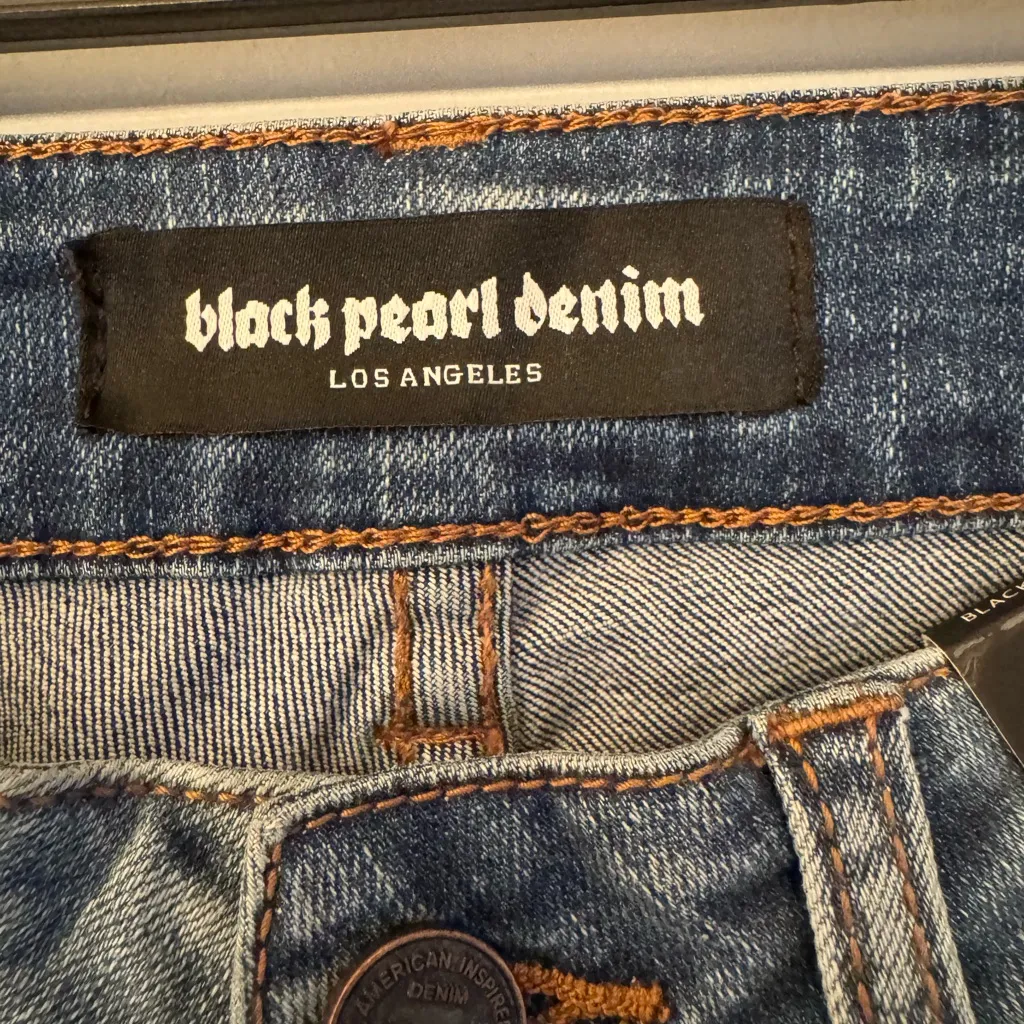 black pearl denim
LOS ANGELES
AMERICAN INSPIRED
DENIM